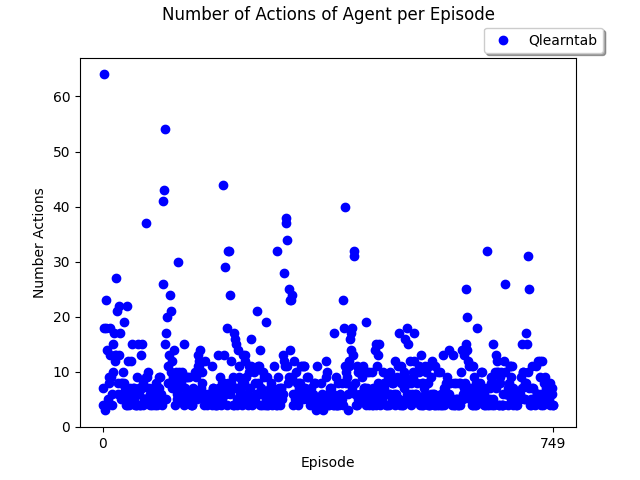 Number of Actions of Agent per Episode
Qlearntab
60
50
40
30
20
10
0
Number Actions
0
749
Episode